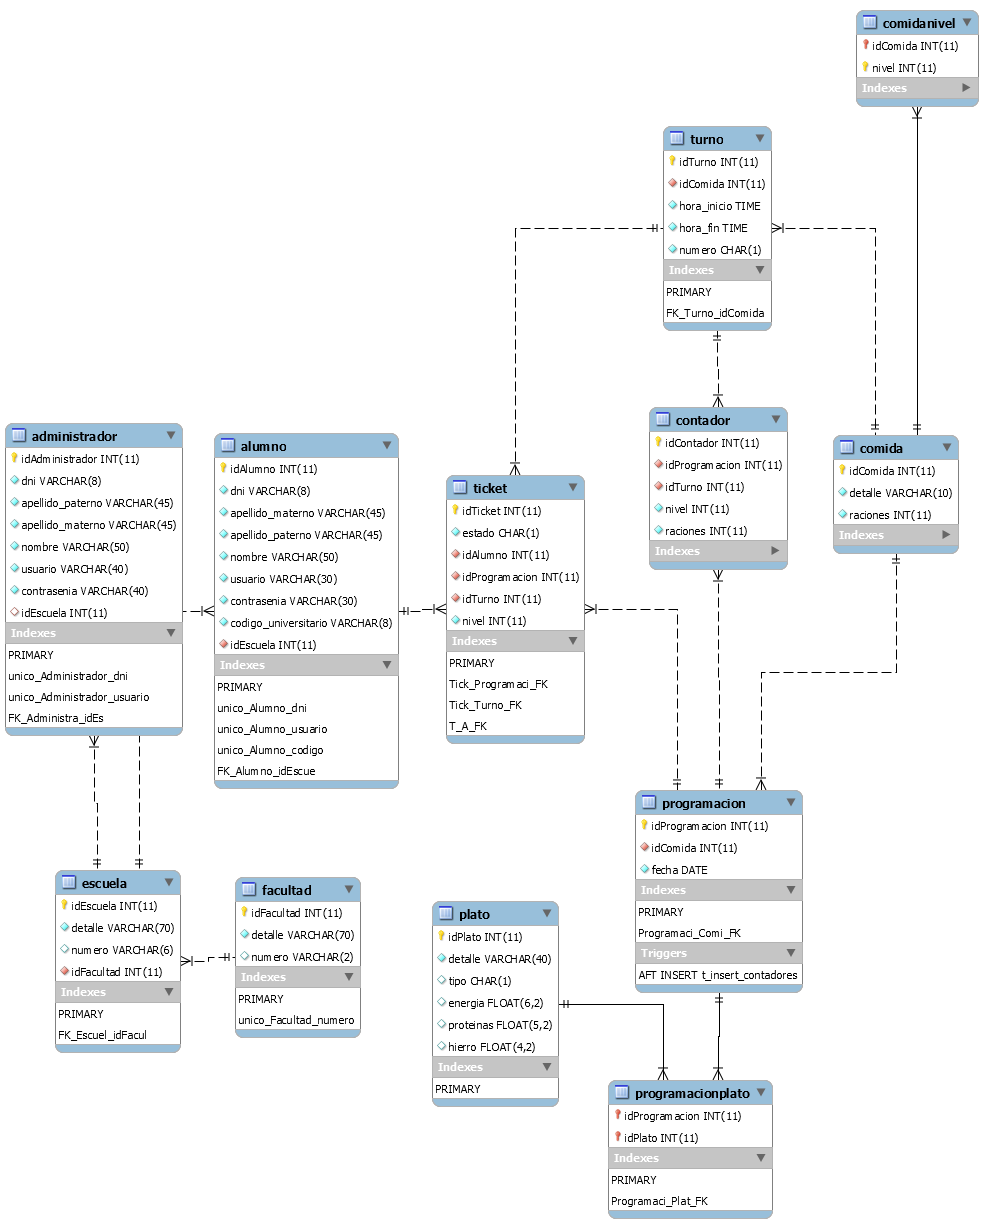 comidanivel
idComida INT(11)
nivel INT(11)
Indexes
turno
idTurno INT(11)
idComida INT(11)
hora_inicio TIME
hora_fin TIME
numero CHAR(1)
Indexes
PRIMARY
FK_Turno_idComida
contador
idContador INT(11)
idProgramacion INT(11)
idTurno INT(11)
nivel INT(11)
raciones INT(11)
Indexes
comida
idComida INT(11)
detalle VARCHAR(10)
raciones INT(11)
Indexes
administrador
idAdministrador INT(11)
dni VARCHAR(8)
apellido_paterno VARCHAR(45)
apellido_materno VARCHAR(45)
nombre VARCHAR(50)
usuario VARCHAR(40)
contrasenia VARCHAR(40)
idEscuela INT(11)
Indexes
PRIMARY
unico_Administrador_dni
unico_Administrador_usuario
FK_Administra_idEs
alumno
idAlumno INT(11)
dni VARCHAR(8)
apellido_materno VARCHAR(45)
apellido_paterno VARCHAR(45)
nombre VARCHAR(50)
usuario VARCHAR(30)
contrasenia VARCHAR(30)
codigo_universitario VARCHAR(8)
idEscuela INT(11)
Indexes
PRIMARY
unico_Alumno_dni
unico_Alumno_usuario
unico_Alumno_codigo
FK_Alumno_idEscue
ticket
idTicket INT(11)
estado CHAR(1)
idAlumno INT(11)
idProgramacion INT(11)
idTurno INT(11)
nivel INT(11)
Indexes
PRIMARY
Tick_Programaci_FK
Tick_Turno_FK
T_A_FK
programacion
idProgramacion INT(11)
idComida INT(11)
fecha DATE
Indexes
PRIMARY
Programaci_Comi_FK
Triggers
AFT INSERT t_insert_contadores
escuela
idEscuela INT(11)
detalle VARCHAR(70)
numero VARCHAR(6)
idFacultad INT(11)
Indexes
PRIMARY
FK_Escuel_idFacul
facultad
idFacultad INT(11)
detalle VARCHAR(70)
numero VARCHAR(2)
Indexes
PRIMARY
unico_Facultad_numero
plato
idPlato INT(11)
detalle VARCHAR(40)
tipo CHAR(1)
energia FLOAT(6,2)
proteinas FLOAT(5,2)
hierro FLOAT(4,2)
Indexes
PRIMARY
programacionplato
idProgramacion INT(11)
idPlato INT(11)
Indexes
PRIMARY
Programaci_Plat_FK